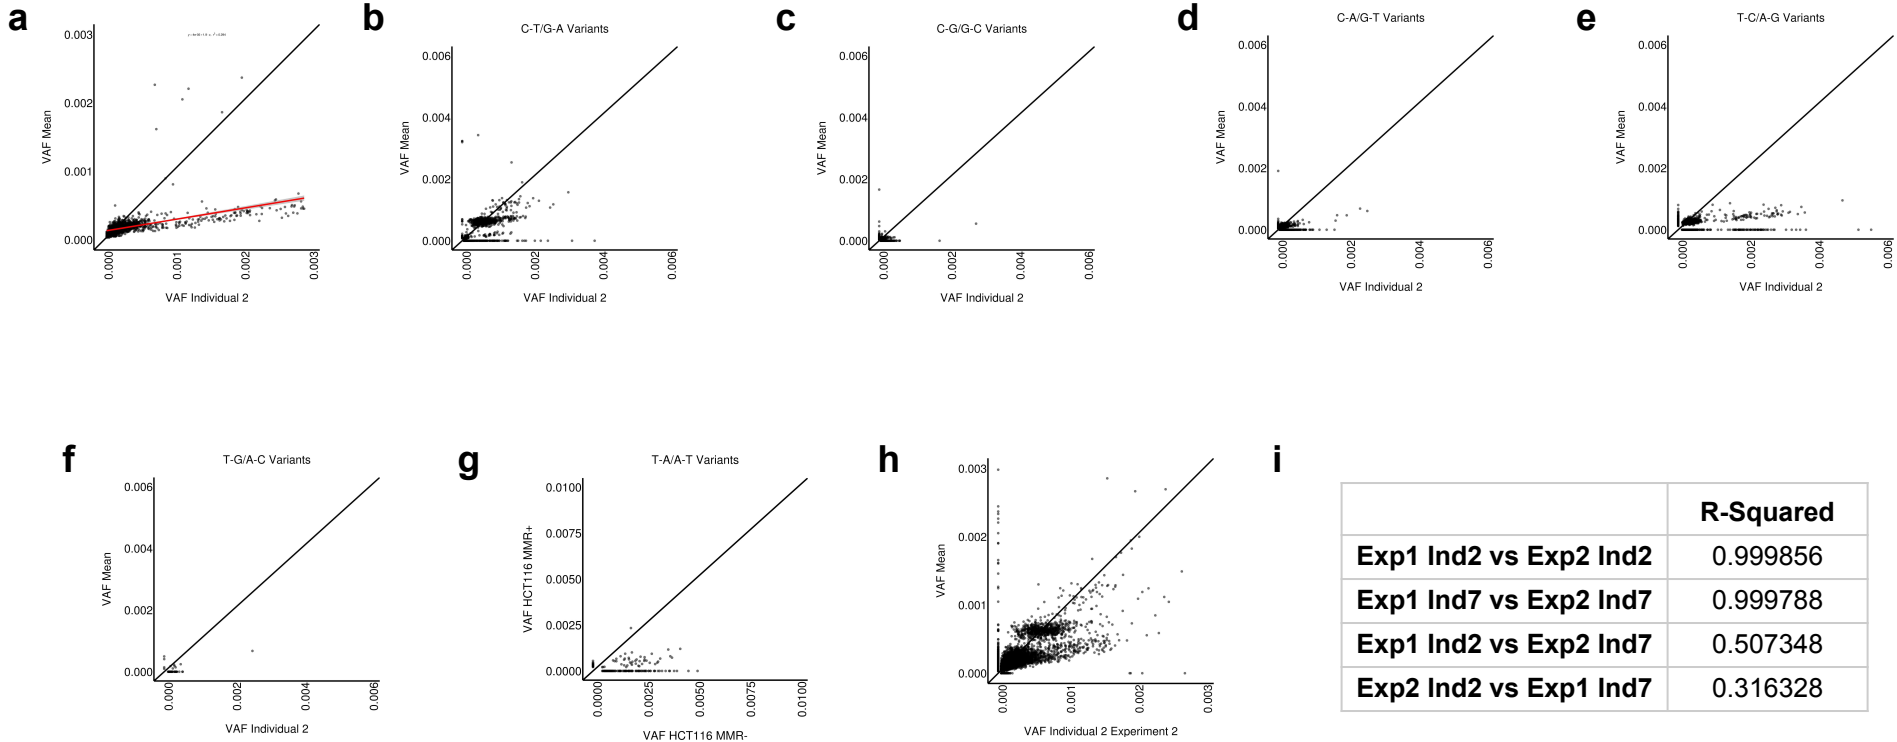 a
0.003
0.002
0.001
0.000
VAF Mean
0.000
0.001
0.002
0.003
VAF Individual 2
b
C-T/G-A Variants
0.006
0.004
0.002
0.000
VAF Mean
0.000
0.002
0.004
0.006
VAF Individual 2
c
C-G/G-C Variants
0.006
0.004
0.002
0.000
VAF Mean
0.000
0.002
0.004
0.006
VAF Individual 2
d
C-A/G-T Variants
0.006
0.004
0.002
0.000
VAF Mean
0.000
0.002
0.004
0.006
VAF Individual 2
e
T-C/A-G Variants
0.006
0.004
0.002
0.000
VAF Mean
0.000
0.002
0.004
0.006
VAF Individual 2
f
T-G/A-C Variants
0.006
0.004
0.002
0.000
VAF Mean
0.000
0.002
0.004
0.006
VAF Individual 2
g
T-A/A-T Variants
0.0100
0.0075
0.0050
0.0025
0.0000
VAF HCT116 MMR+
0.0000
0.0025
0.0050
0.0075
0.0100
VAF HCT116 MMR-
h
0.003
0.002
0.001
0.000
VAF Mean
0.000
0.001
0.002
0.003
VAF Individual 2 Experiment 2
i
R-Squared
Exp1 Ind2 vs Exp2 Ind2 0.999856
Exp1 Ind7 vs Exp2 Ind7 0.999788
Exp1 Ind2 vs Exp2 Ind7 0.507348
Exp2 Ind2 vs Exp1 Ind7 0.316328